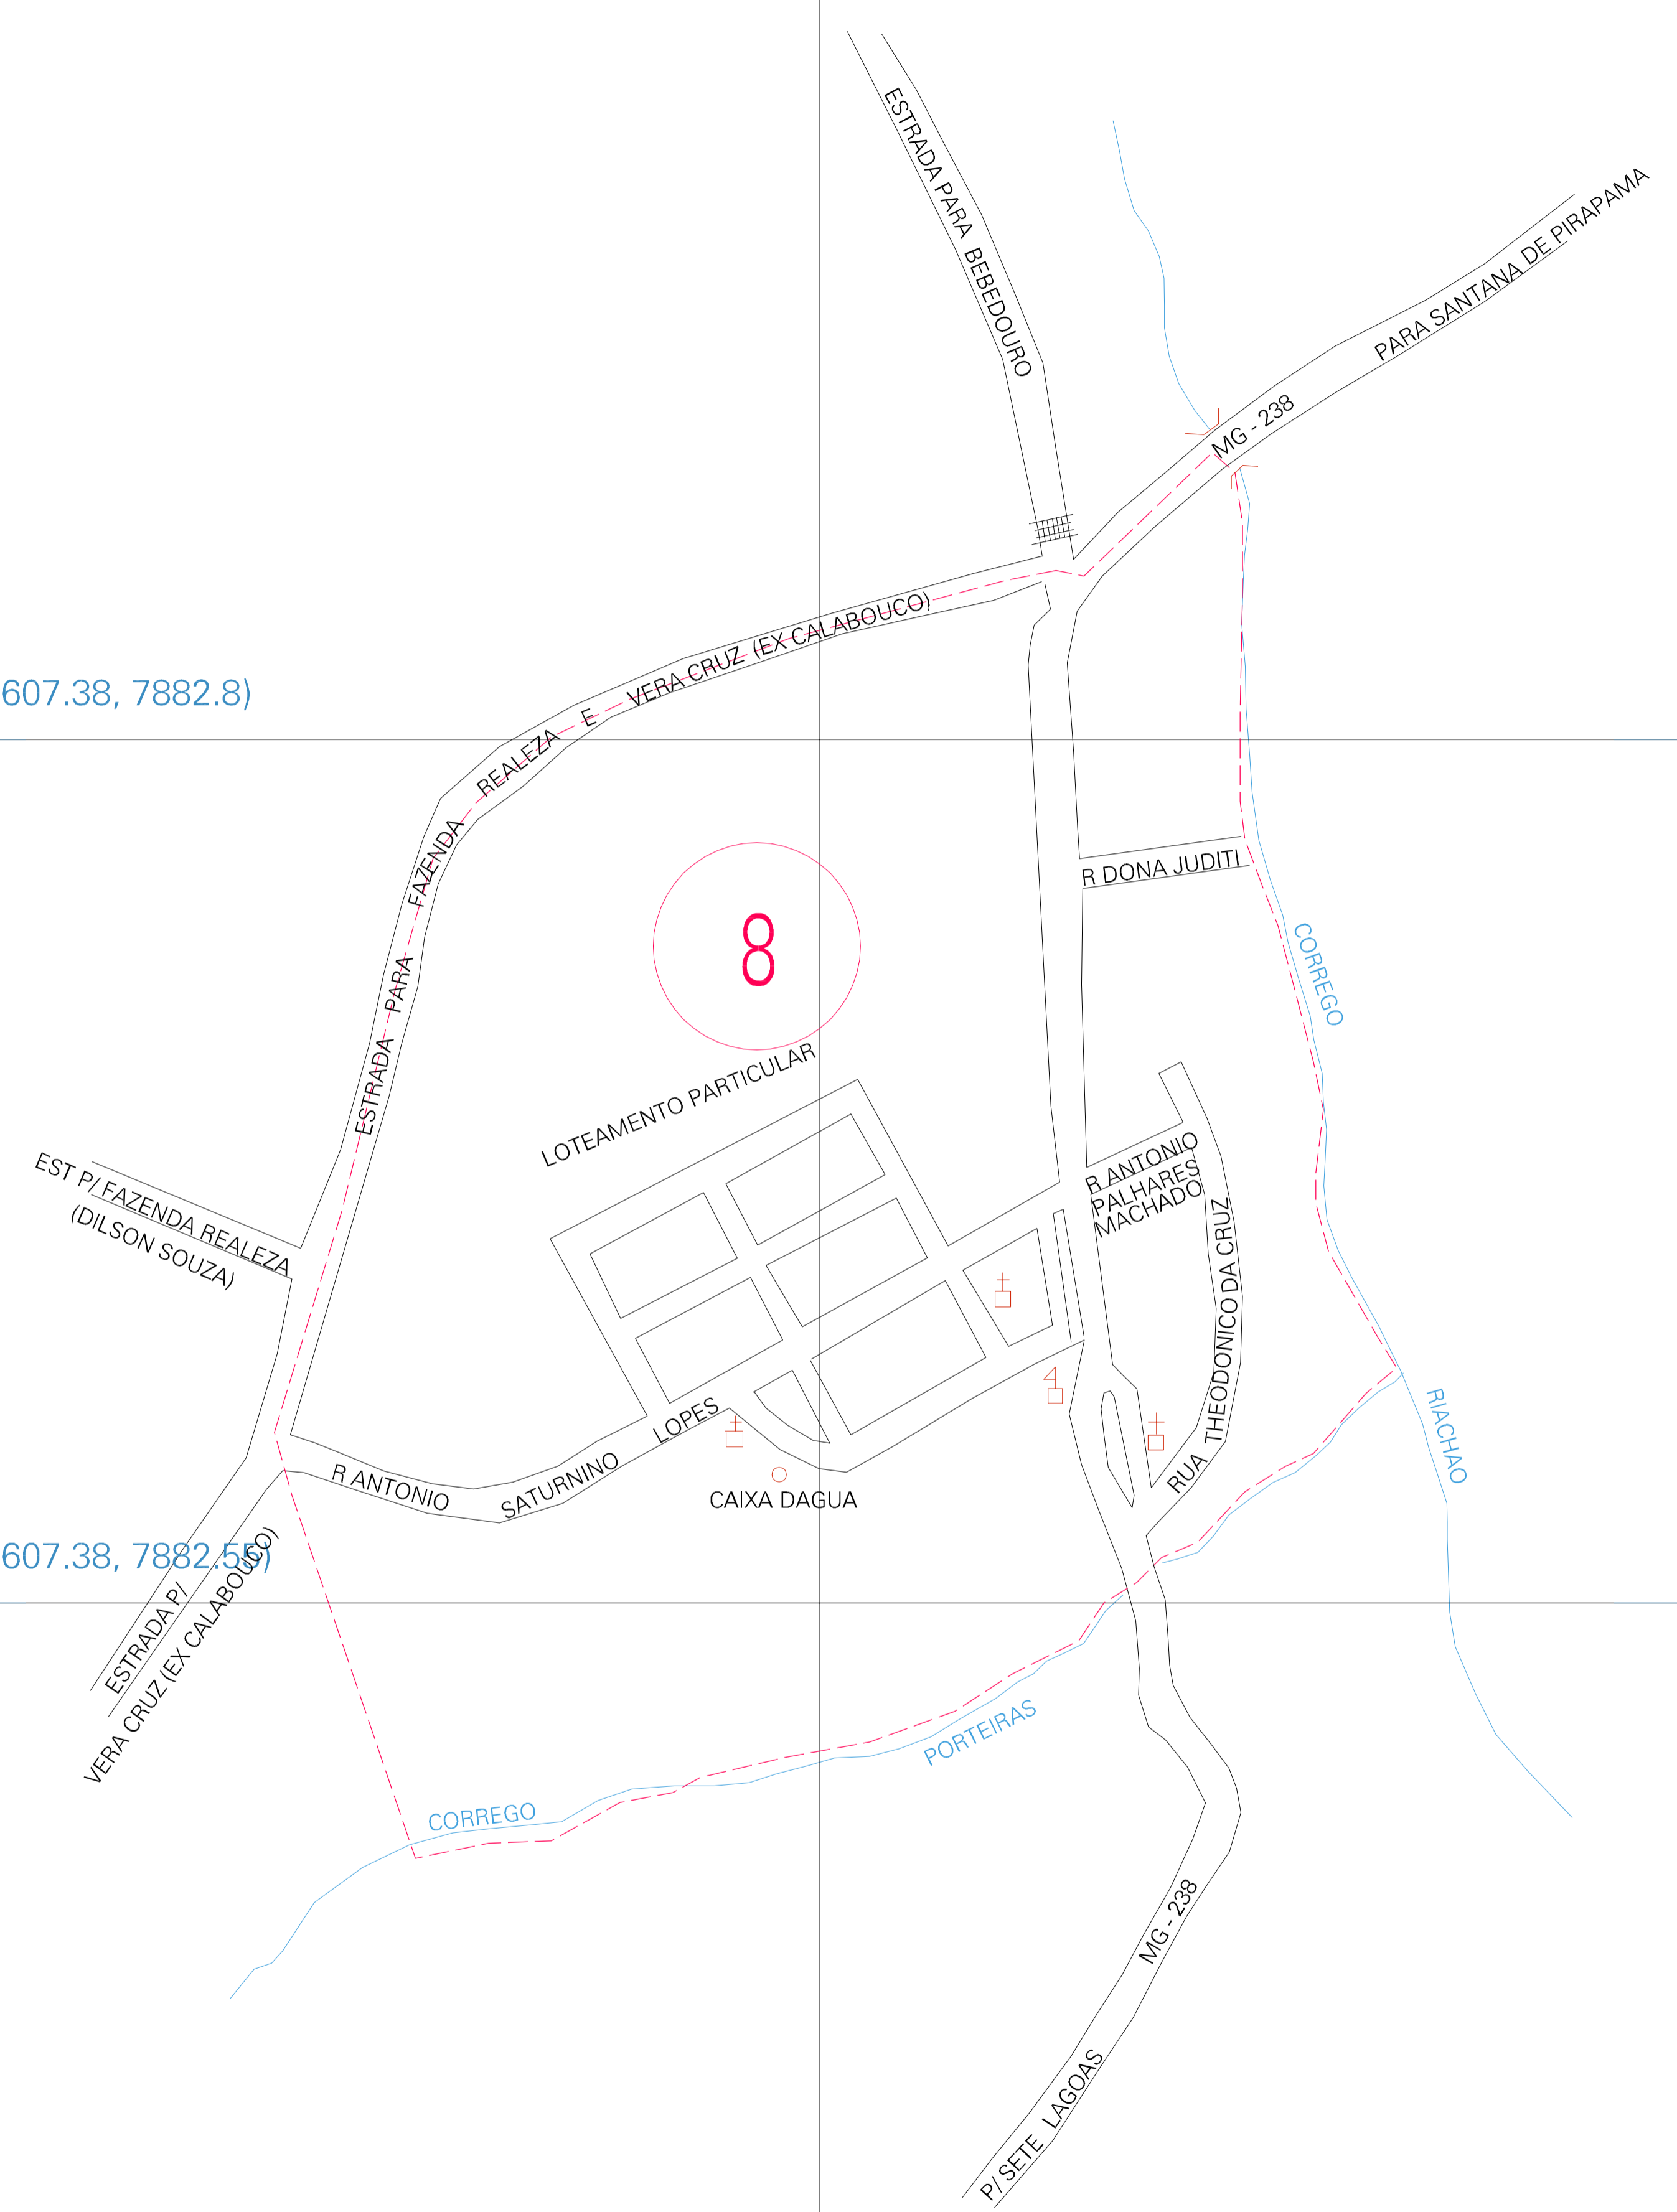 ESTRADA PARA BEBEDOURO
PARA SANTANA DE PIRAPAMA
MG - 238
607.38, 7882.8)
ESTRADA PARA FAZENDA REALEZA E VERA CRUZ (EX CALABOUCO)
R DONA JUDITI
8
CORREGO
LOTEAMENTO PARTICULAR
EST P/ FAZENDA REALEZA
(DILSON SOUZA)
R ANTONIO
PALHARES
MACHADO
RUA THEODONICO DA CRUZ
RIACHAO
R ANTONIO SATURNINO LOPES
CAIXA DAGUA
607.38, 7882.55)
ESTRADA P/
VERA CRUZ (EX CALABOUCO)
PORTEIRAS
CORREGO
MG - 238
P/ SETE LAGOAS